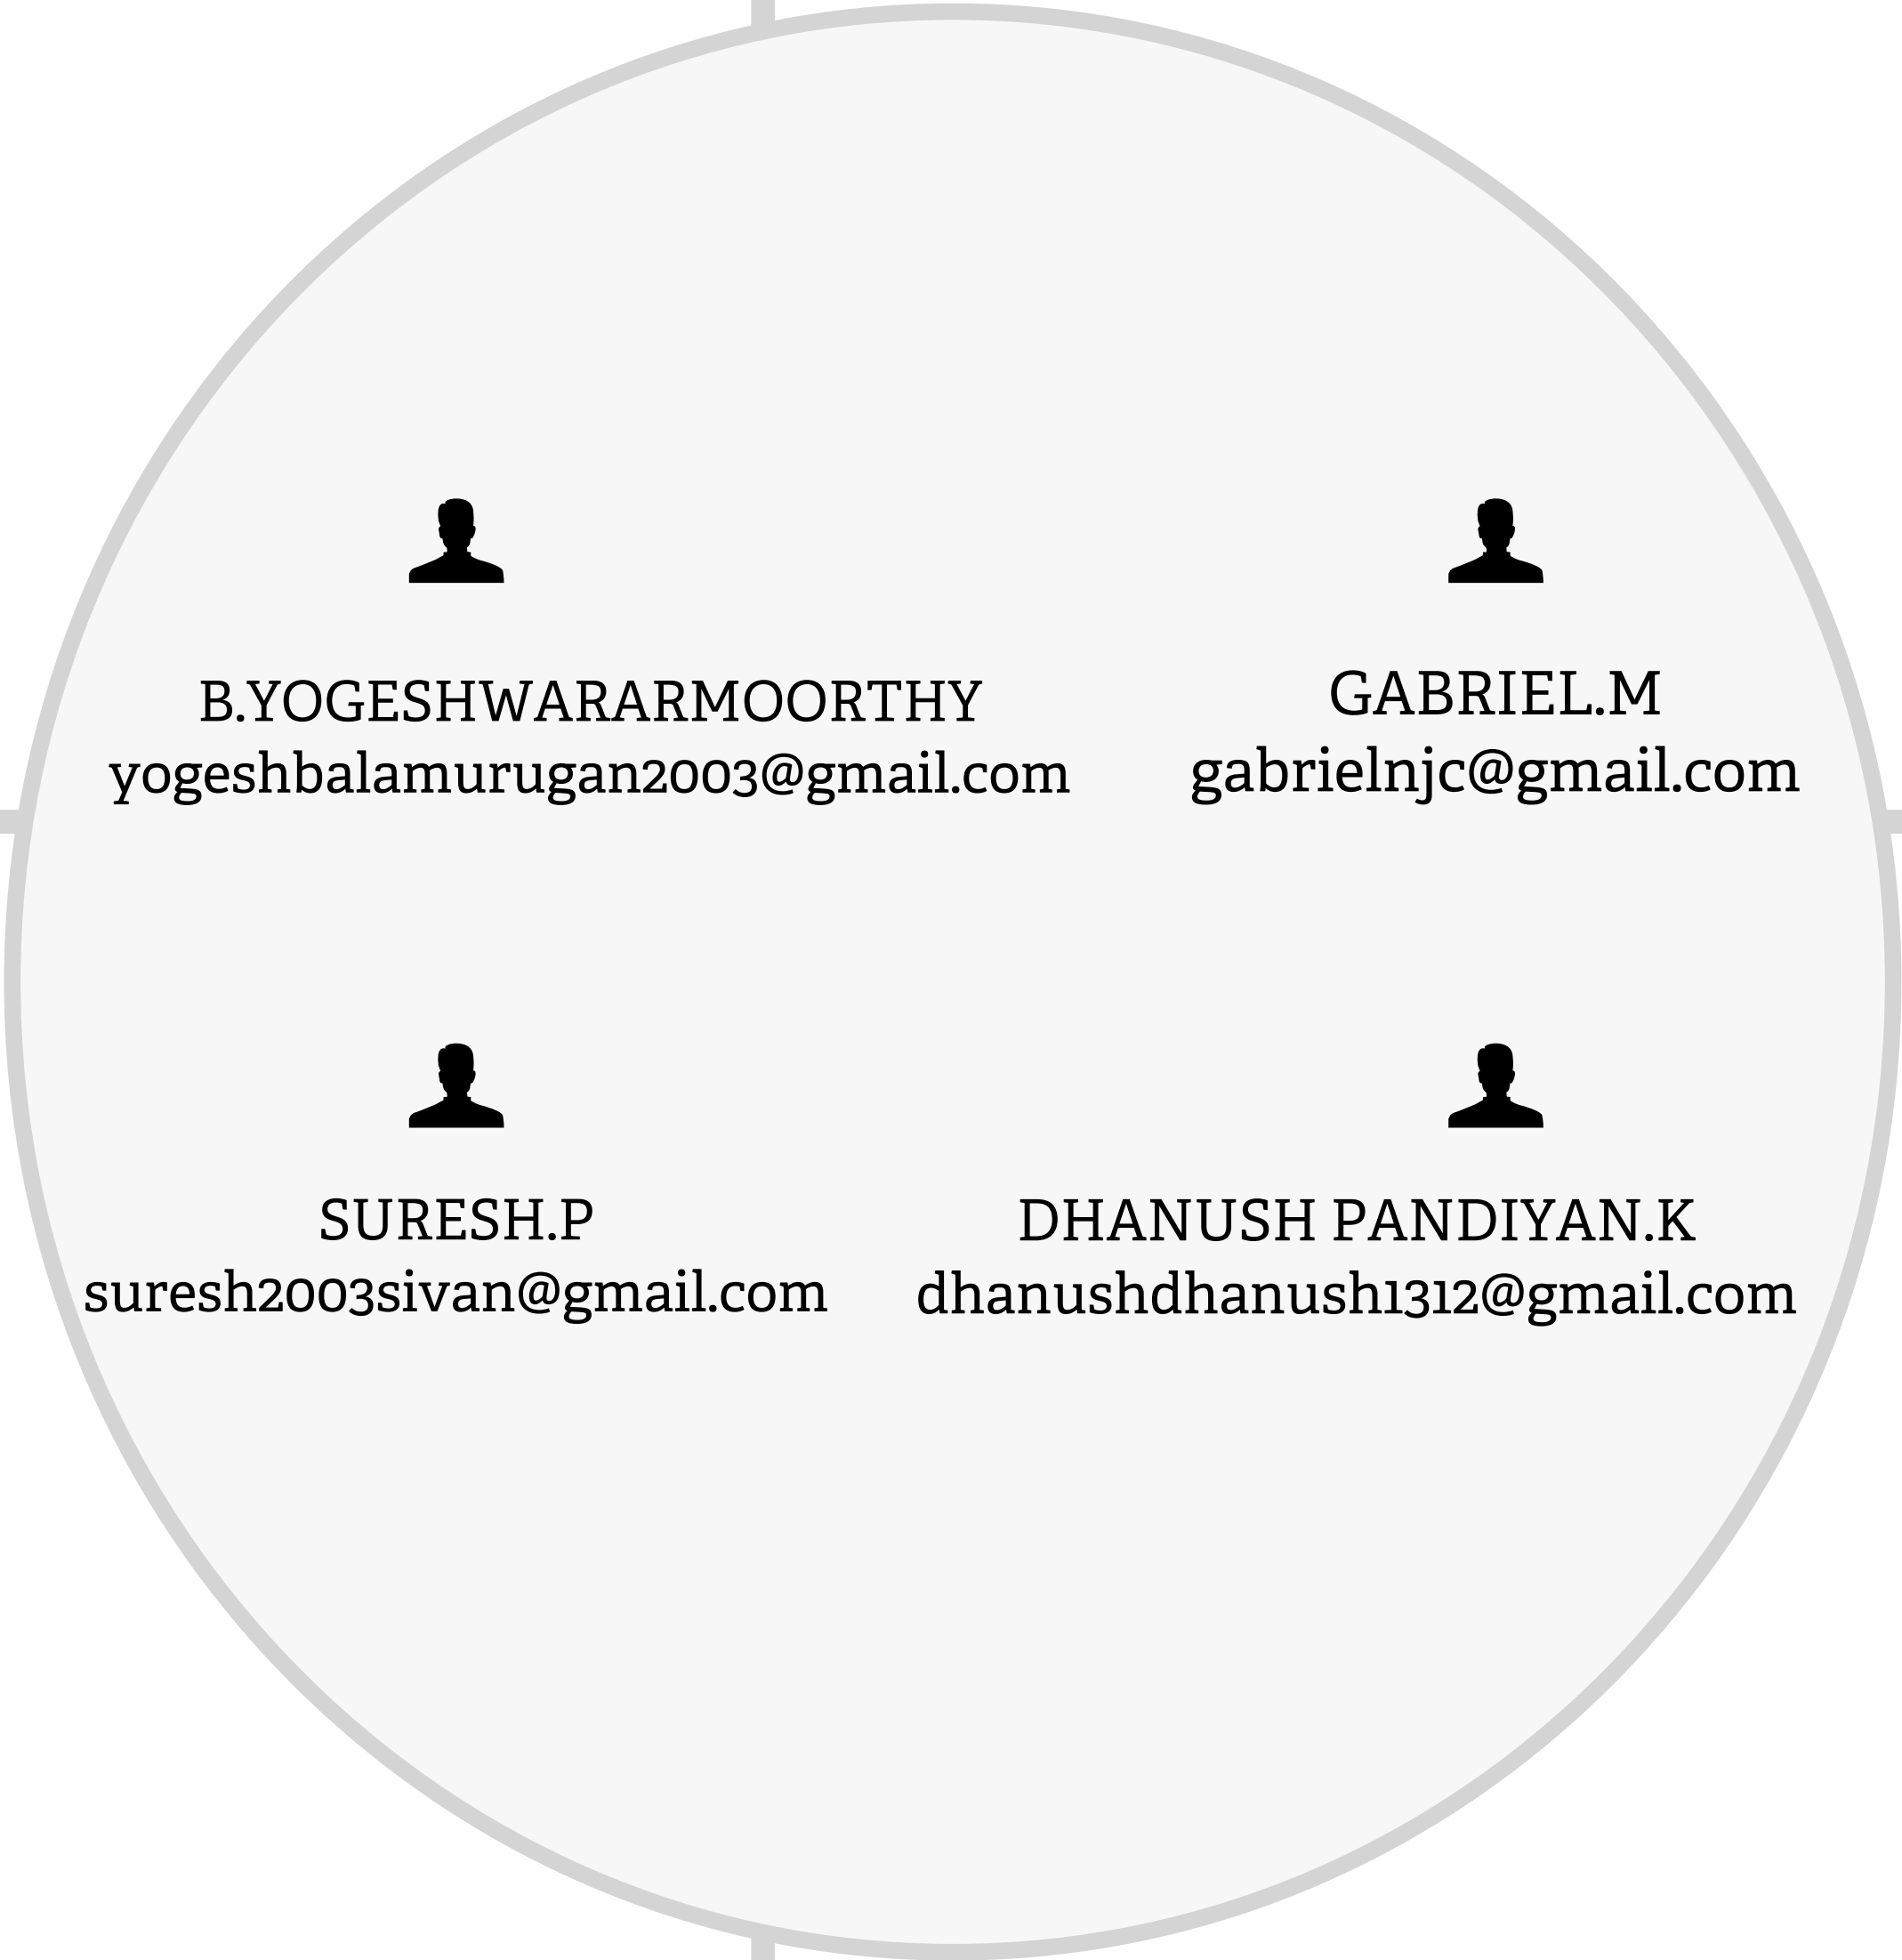 B.YOGESHWARARMOORTHY
yogeshbalamurugan2003@gmail.com
GABRIEL.M
gabrielnjc@gmail.com
SURESH.P
suresh2003sivan@gmail.com
DHANUSH PANDIYAN.K
dhanushdhanush1312@gmail.com